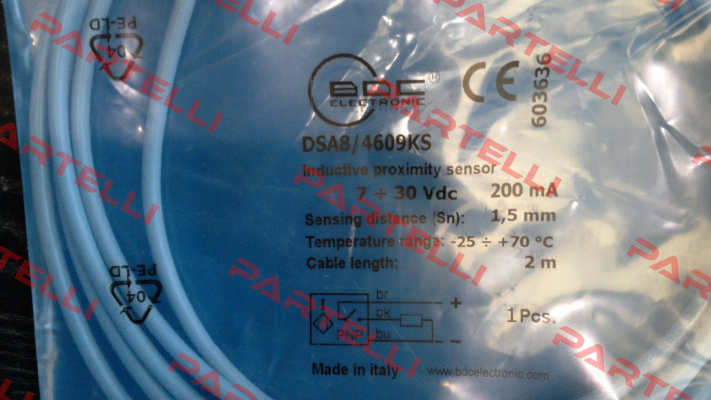 PE-LD
04
BDC®
ELECTRONIC
CE
603636
DSA8/4609KS
Inductive proximity sensor
7 ÷ 30 Vdc 200 mA
Sensing distance (Sn): 1,5 mm
Temperature range: -25 ÷ +70 °C
Cable length: 2 m
br
+
bk
PNP
bu
−
1Pcs.
Made in italy www.bdcelectronic.com
04
PE-LD
PARTELLI
PARTELLI
PARTELLI
PARTELLI
PARTELLI
PARTELLI
PARTELLI
PARTELLI